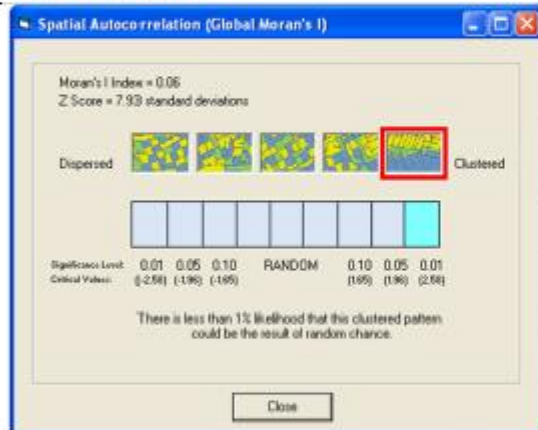 Spatial Autocorrelation (Global Moran's I)
Moran's I Index = 0.06
Z Score = 7.93 standard deviations
Dispersed
Clustered
Significance Level: 0.01 0.05 0.10 RANDOM 0.10 0.05 0.01
Critical Values: (-2.58) (-1.96) (-1.65) (1.65) (1.96) (2.58)
There is less than 1% likelihood that this clustered pattern
could be the result of random chance.
Close